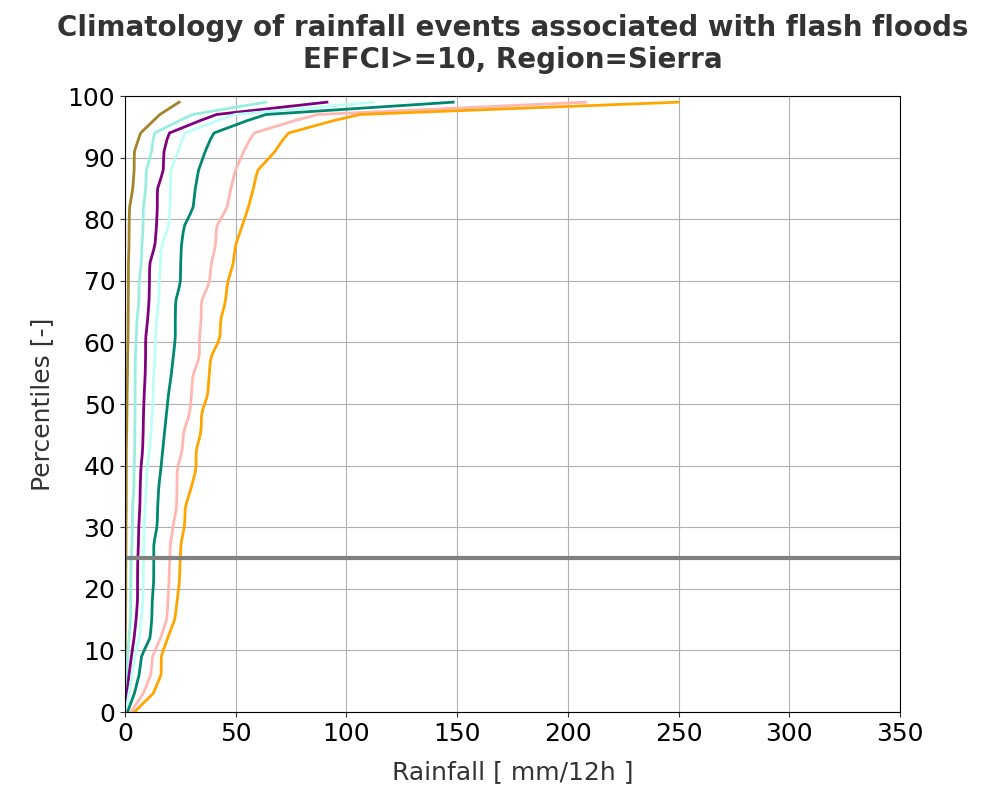 Climatology of rainfall events associated with flash floods
EFFCI>=10, Region=Sierra
100
90
80
70
60
50
40
30
20
10
0
Percentiles [-]
0 50 100 150 200 250 300 350
Rainfall [ mm/12h ]